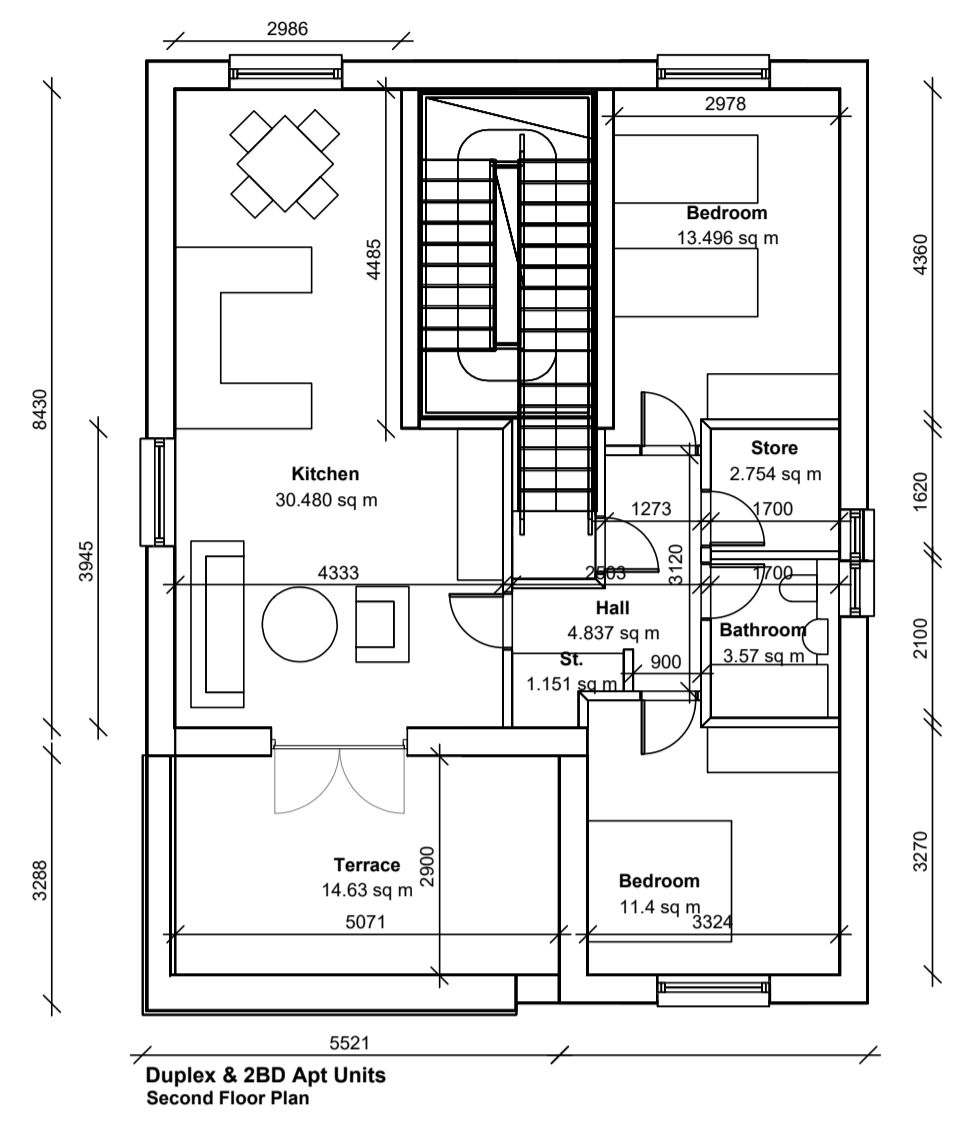 2986
2978
Bedroom
13.496 sq m
4485
4360
8430
Kitchen
30.480 sq m
Store
2.754 sq m
1620
1273
1700
3945
3120
4333
2503
1700
Hall
4.837 sq m
Bathroom
3.57 sq m
2100
St.
1.151 sq m
900
3288
Terrace
14.63 sq m
2900
3270
Bedroom
11.4 sq m
5071
3324
5521
Duplex & 2BD Apt Units
Second Floor Plan